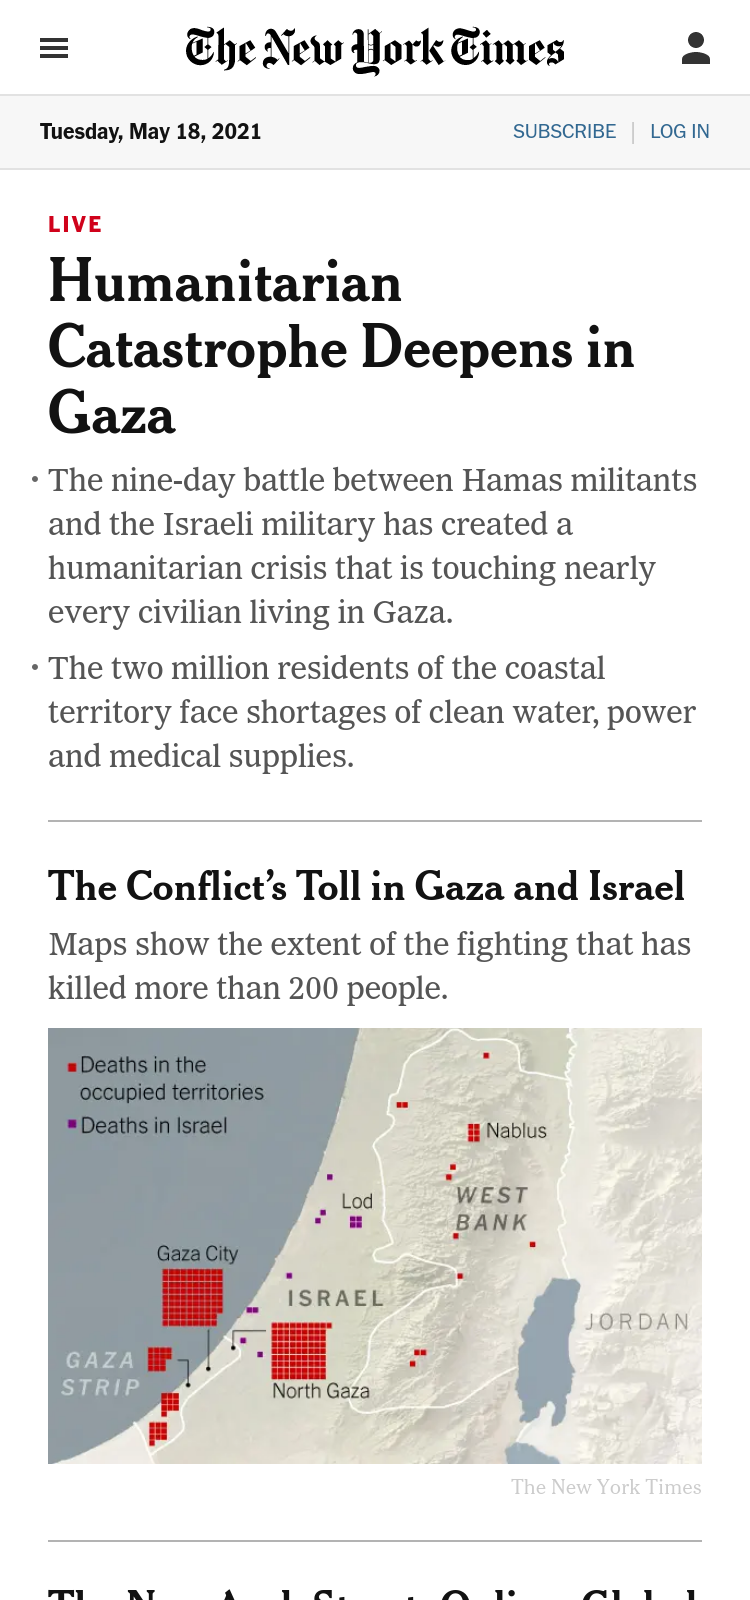 The New York Times
Tuesday, May 18, 2021
SUBSCRIBE | LOG IN
LIVE
Humanitarian
Catastrophe Deepens in
Gaza
• The nine-day battle between Hamas militants
and the Israeli military has created a
humanitarian crisis that is touching nearly
every civilian living in Gaza.
• The two million residents of the coastal
territory face shortages of clean water, power
and medical supplies.
The Conflict’s Toll in Gaza and Israel
Maps show the extent of the fighting that has
killed more than 200 people.
Deaths in the
occupied territories
Deaths in Israel
Nablus
WEST
BANK
Lod
Gaza City
ISRAEL
JORDAN
GAZA
STRIP
North Gaza
The New York Times